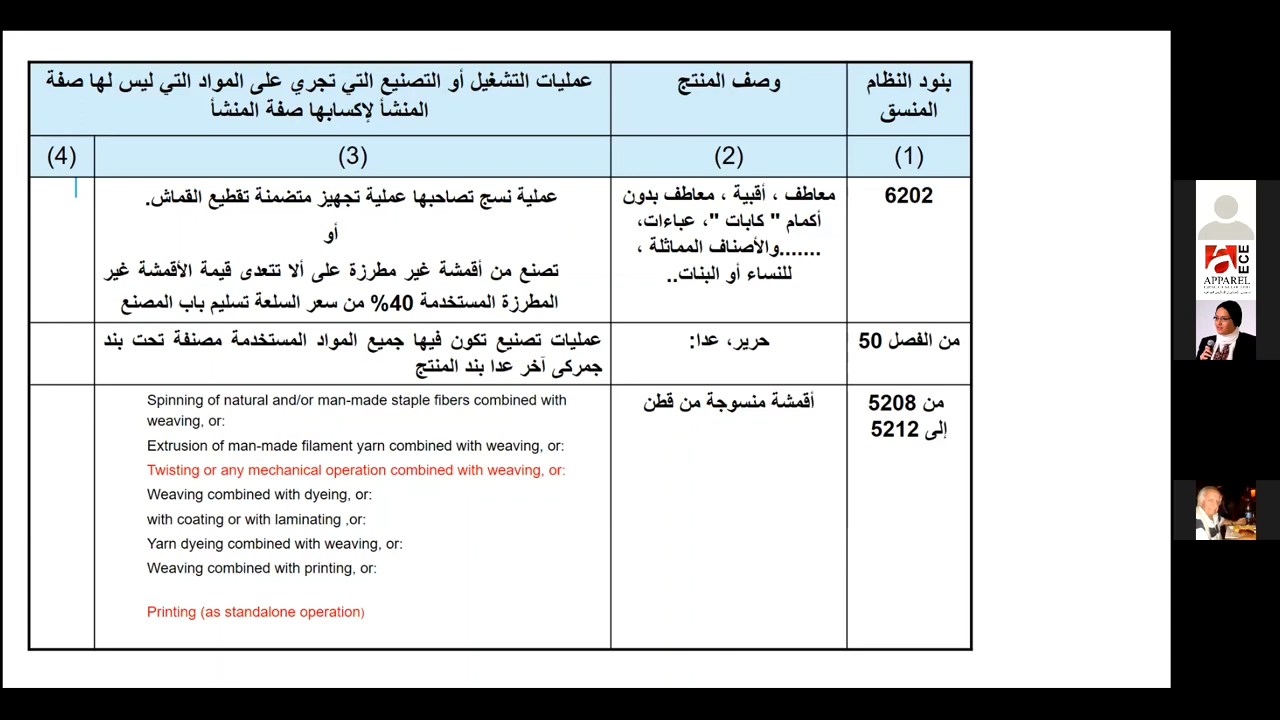 بنود النظام
المنسق
وصف المنتج
عمليات التشغيل أو التصنيع التي تجري على المواد التي ليس لها صفة
المنشأ لإكسابها صفة المنشأ
(1)
(2)
(3)
(4)
6202
معاطف ، أقبية ، معاطف بدون
أكمام " كابات "، عباءات،
.......والأصناف المماثلة ،
للنساء أو البنات..
عملية نسج تصاحبها عملية تجهيز متضمنة تقطيع القماش.
أو
تصنع من أقمشة غير مطرزة على ألا تتعدى قيمة الأقمشة غير
المطرزة المستخدمة 40% من سعر السلعة تسليم باب المصنع
من الفصل 50
حرير، عدا:
عمليات تصنيع تكون فيها جميع المواد المستخدمة مصنفة تحت بند
جمركى آخر عدا بند المنتج
من 5208
إلى 5212
أقمشة منسوجة من قطن
Spinning of natural and/or man-made staple fibers combined with
weaving, or:
Extrusion of man-made filament yarn combined with weaving, or:
Twisting or any mechanical operation combined with weaving, or:
Weaving combined with dyeing, or:
with coating or with laminating ,or:
Yarn dyeing combined with weaving, or:
Weaving combined with printing, or:
Printing (as standalone operation)
ECE
APPAREL